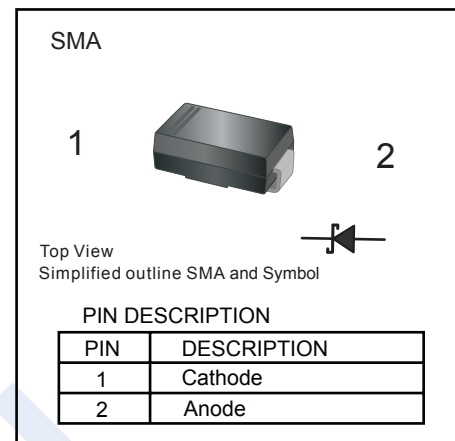 SMA
1 2
Top View
Simplified outline SMA and Symbol
PIN DESCRIPTION
PIN DESCRIPTION
1 Cathode
2 Anode